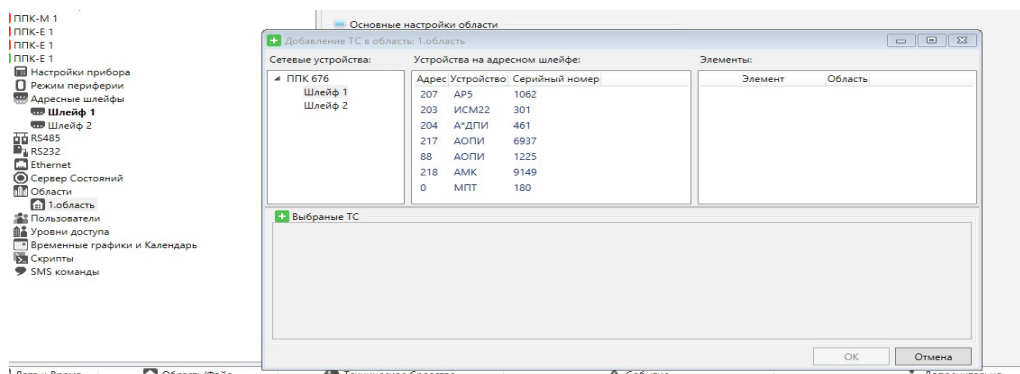 ППК-М 1
ППК-Е 1
ППК-Е 1
ППК-Е 1
Настройки прибора
Режим периферии
Адресные шлейфы
Шлейф 1
Шлейф 2
RS485
RS232
Ethernet
Сервер Состояний
Области
1.область
Пользователи
Уровни доступа
Временные графики и Календарь
Скрипты
SMS команды
Основные настройки области
Добавление ТС в область: 1.область
Сетевые устройства:
ППК 676
Шлейф 1
Шлейф 2
Устройства на адресном шлейфе:
Адрес Устройство Серийный номер
207 АР5 1062
203 ИСМ22 301
204 А*ДПИ 461
217 АОПИ 6937
88 АОПИ 1225
218 АМК 9149
0 МПТ 180
Элементы:
Элемент Область
Выбраные ТС
ОК Отмена